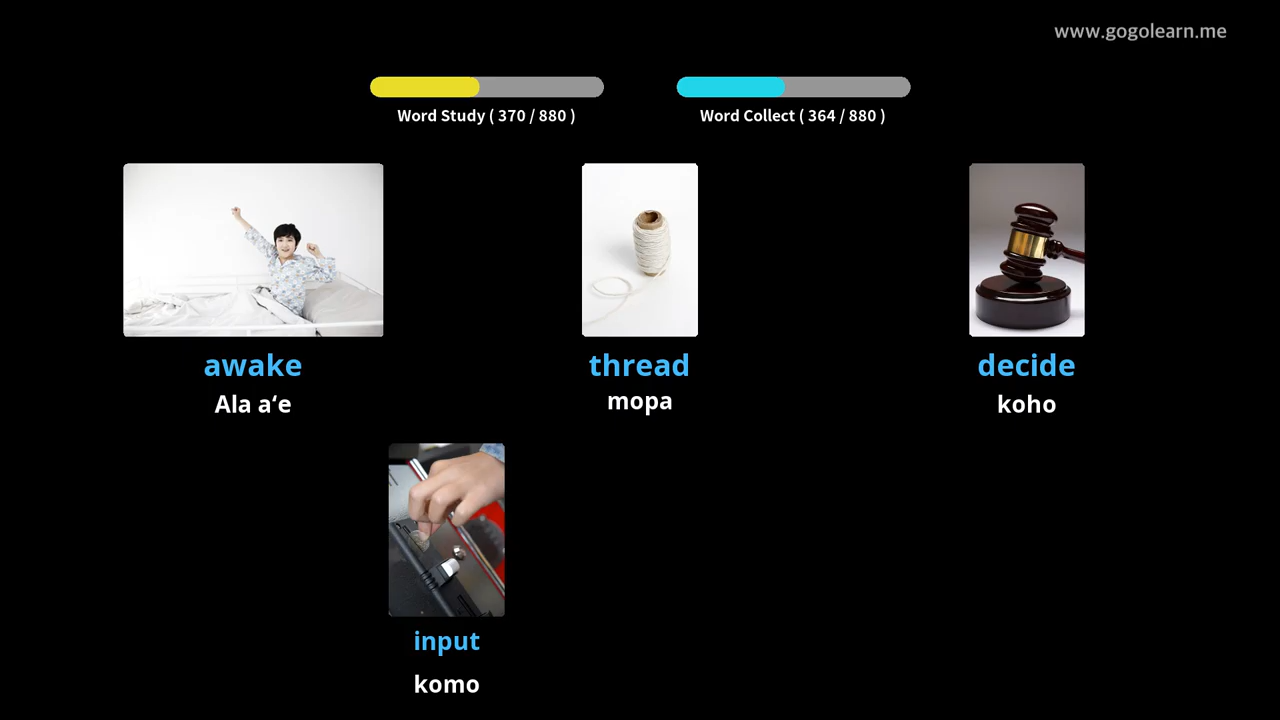 www.gogolearn.me
Word Study ( 370 / 880 )
Word Collect ( 364 / 880 )
awake
Ala aʻe
thread
mopa
decide
koho
input
komo